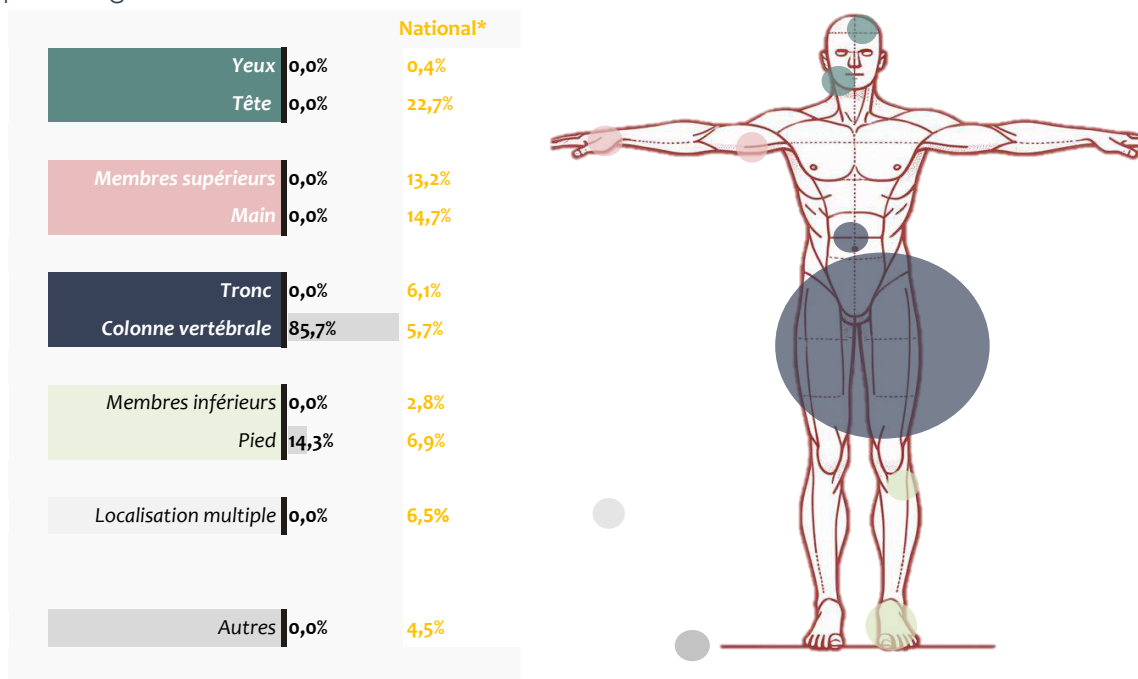 National*
Yeux 0,0% 0,4%
Tête 0,0% 22,7%
Membres supérieurs 0,0% 13,2%
Main 0,0% 14,7%
Tronc 0,0% 6,1%
Colonne vertébrale 85,7% 5,7%
Membres inférieurs 0,0% 2,8%
Pied 14,3% 6,9%
Localisation multiple 0,0% 6,5%
Autres 0,0% 4,5%